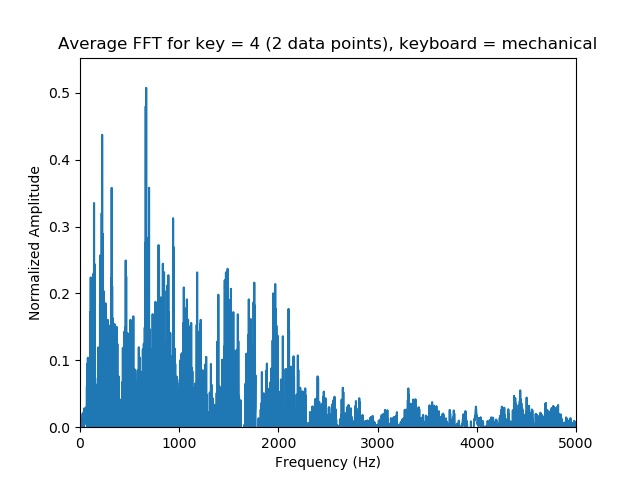 Average FFT for key = 4 (2 data points), keyboard = mechanical
0.5
0.4
0.3
0.2
0.1
0.0
Normalized Amplitude
0 1000 2000 3000 4000 5000
Frequency (Hz)